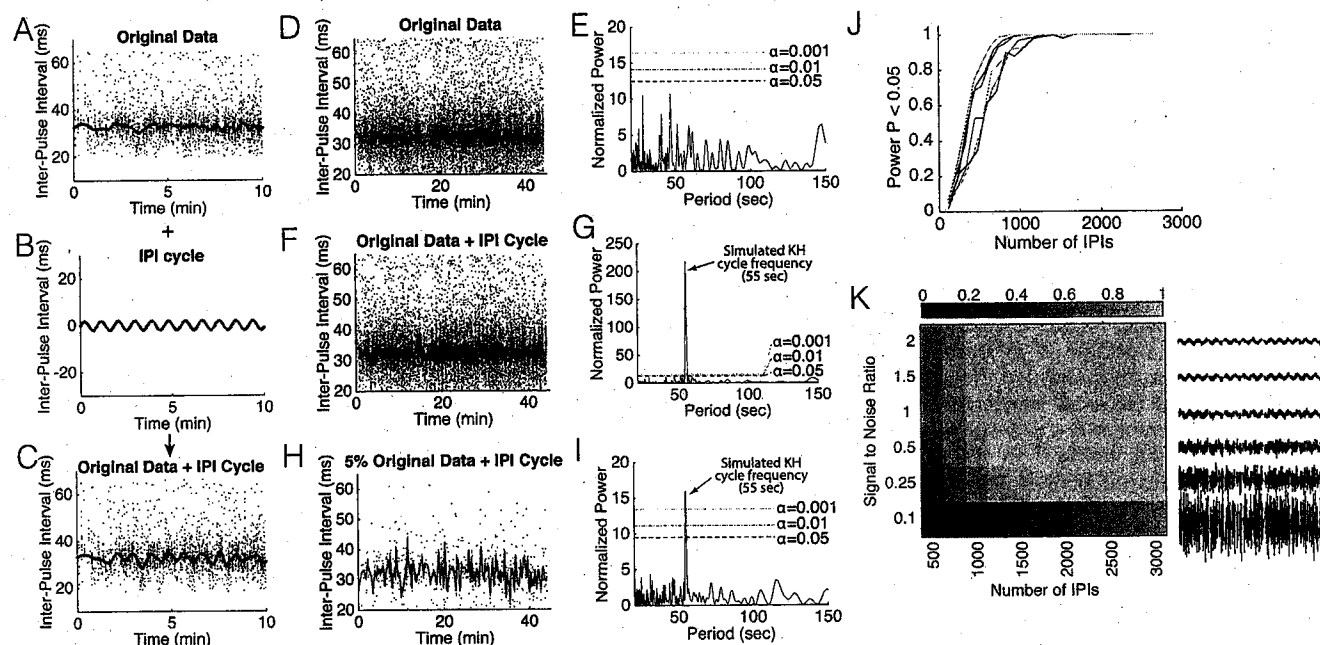 A
Original Data
Inter-Pulse Interval (ms)
60
40
20
0
5
10
Time (min)
+
B
IPI cycle
Inter-Pulse Interval (ms)
20
0
-20
0
5
10
Time (min)
C
Original Data + IPI Cycle
Inter-Pulse Interval (ms)
60
40
20
0
5
10
Time (min)
D
Original Data
Inter-Pulse Interval (ms)
60
50
40
30
20
0
20
40
Time (min)
F
Original Data + IPI Cycle
Inter-Pulse Interval (ms)
60
50
40
30
20
0
20
40
Time (min)
H
5% Original Data + IPI Cycle
Inter-Pulse Interval (ms)
60
50
40
30
20
0
20
40
Time (min)
E
Normalized Power
20
15
10
5
0
α=0.001
α=0.01
α=0.05
50
100
150
Period (sec)
G
Normalized Power
250
200
150
100
50
0
Simulated KH
cycle frequency
(55 sec)
α=0.001
α=0.01
α=0.05
50
100
150
Period (sec)
I
Normalized Power
20
15
10
5
0
Simulated KH
cycle frequency
(55 sec)
α=0.001
α=0.01
α=0.05
50
100
150
Period (sec)
J
Power P < 0.05
1
0.8
0.6
0.4
0.2
0
0
1000
2000
3000
Number of IPIs
K
0 0.2 0.4 0.6 0.8 1
Signal to Noise Ratio
2
1.5
1
0.5
0.25
0.1
500
1000
1500
2000
2500
3000
Number of IPIs